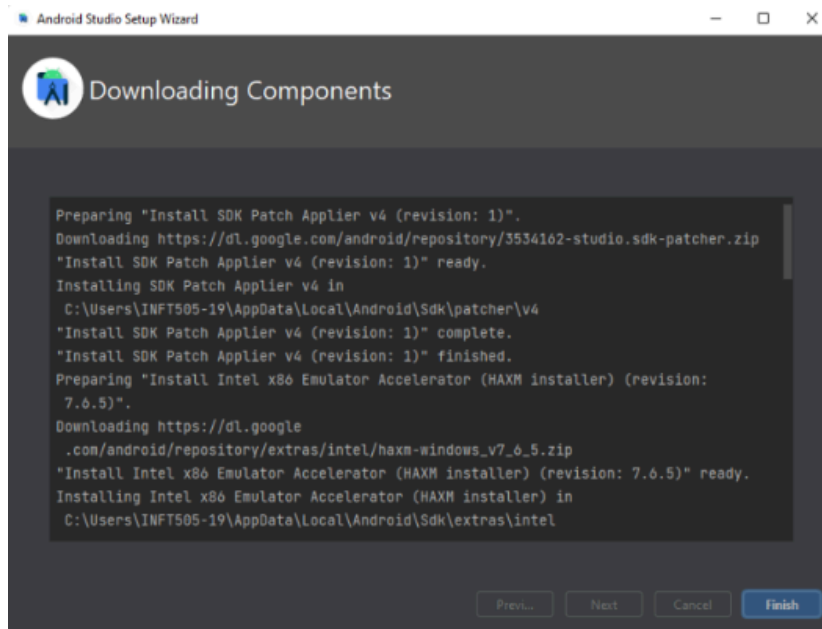 Android Studio Setup Wizard
Downloading Components
Preparing "Install SDK Patch Applier v4 (revision: 1)".
Downloading https://dl.google.com/android/repository/3534162-studio.sdk-patcher.zip
"Install SDK Patch Applier v4 (revision: 1)" ready.
Installing SDK Patch Applier v4 in
C:\Users\INFT505-19\AppData\Local\Android\Sdk\patcher\v4
"Install SDK Patch Applier v4 (revision: 1)" complete.
"Install SDK Patch Applier v4 (revision: 1)" finished.
Preparing "Install Intel x86 Emulator Accelerator (HAXM installer) (revision:
7.6.5)".
Downloading https://dl.google
.com/android/repository/extras/intel/haxm-windows_v7_6_5.zip
"Install Intel x86 Emulator Accelerator (HAXM installer) (revision: 7.6.5)" ready.
Installing Intel x86 Emulator Accelerator (HAXM installer) in
C:\Users\INFT505-19\AppData\Local\Android\Sdk\extras\intel
Previ... Next Cancel Finish